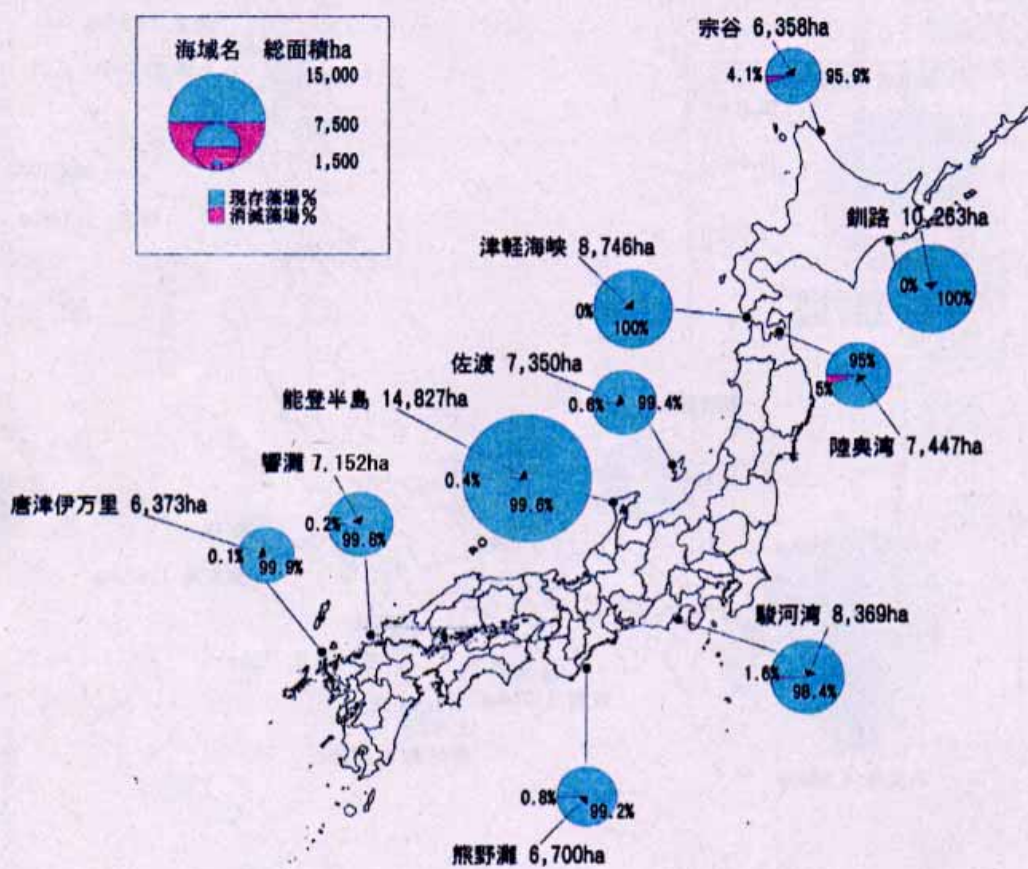 海域名 総面積ha
15,000
7,500
1,500
現存藻場%
消滅藻場%
宗谷 6,358ha
4.1%
95.9%
釧路 10,263ha
0%
100%
津軽海峡 8,746ha
0%
100%
佐渡 7,350ha
0.6%
99.4%
95%
5%
陸奥湾 7,447ha
能登半島 14,827ha
0.4%
99.6%
響灘 7,152ha
0.2%
99.8%
唐津伊万里 6,373ha
0.1%
99.9%
駿河湾 8,369ha
1.6%
98.4%
0.8%
99.2%
熊野灘 6,700ha